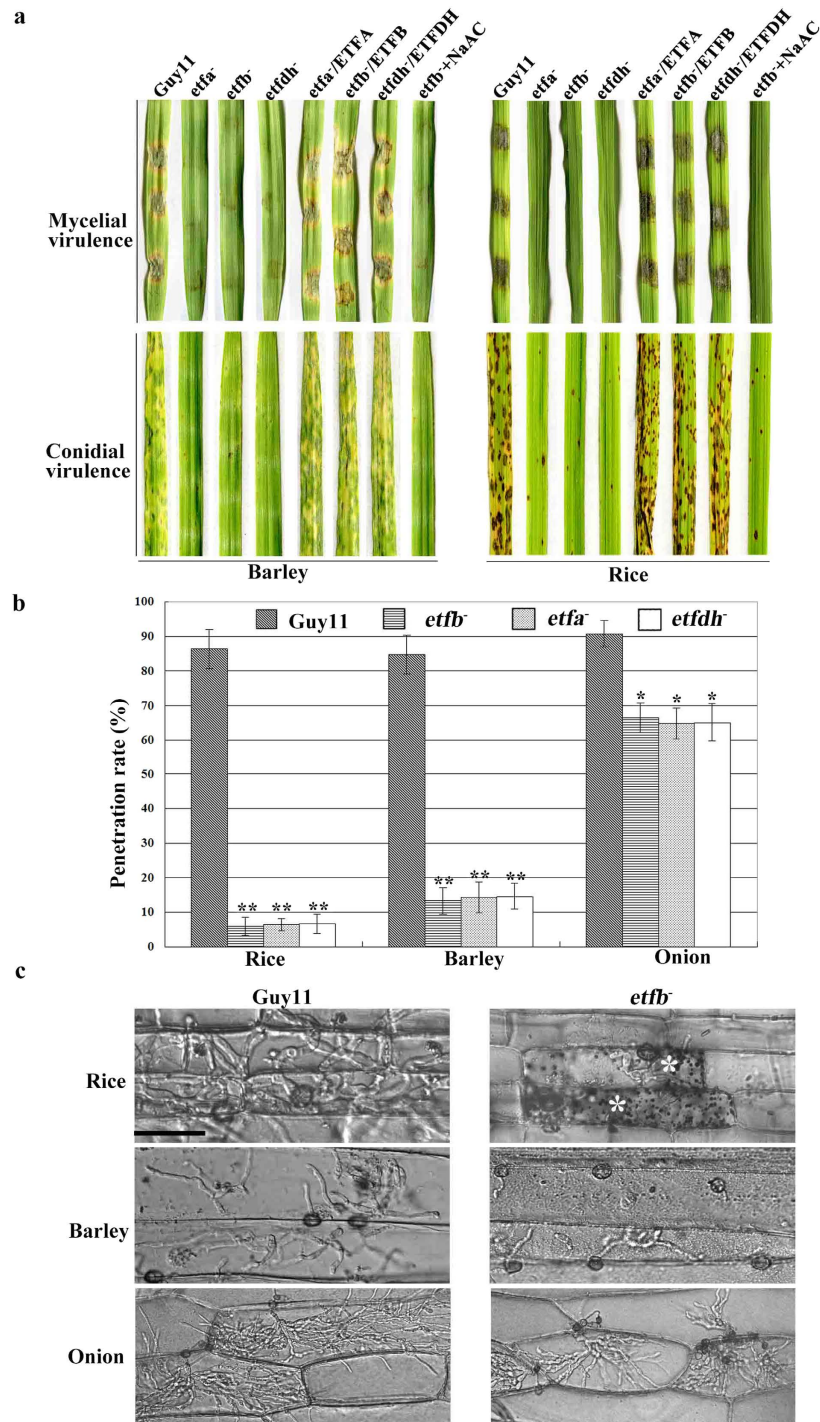 a
Guy11 etfa⁻ etfb⁻ etfdh⁻ etfa⁻/ETFA etfb⁻/ETFB etfdh⁻/ETFDH etfb⁻+NaAC Guy11 etfa⁻ etfb⁻ etfdh⁻ etfa⁻/ETFA etfb⁻/ETFB etfdh⁻/ETFDH etfb⁻+NaAC
Mycelial
virulence
Conidial
virulence
Barley Rice
b
Guy11 etfb⁻ etfa⁻ etfdh⁻
Penetration rate (%)
100
90
80
70
60
50
40
30
20
10
0
* * *
** ** **
** ** **
Rice Barley Onion
c
Guy11 etfb⁻
Rice
* *
Barley
Onion